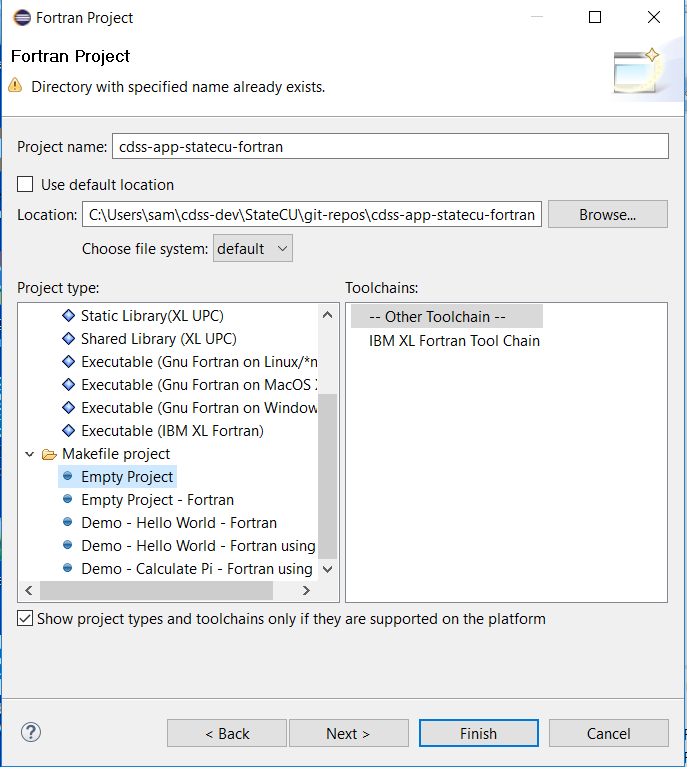 Fortran Project
Fortran Project
Directory with specified name already exists.
Project name: cdss-app-statecu-fortran
Use default location
Location: C:\Users\sam\cdss-dev\StateCU\git-repos\cdss-app-statecu-fortran Browse...
Choose file system: default
Project type: Toolchains:
Static Library(XL UPC) -- Other Toolchain --
Shared Library (XL UPC) IBM XL Fortran Tool Chain
Executable (Gnu Fortran on Linux/*n
Executable (Gnu Fortran on MacOS
Executable (Gnu Fortran on Window
Executable (IBM XL Fortran)
Makefile project
Empty Project
Empty Project - Fortran
Demo - Hello World - Fortran
Demo - Hello World - Fortran using
Demo - Calculate Pi - Fortran using
Show project types and toolchains only if they are supported on the platform
? < Back Next > Finish Cancel